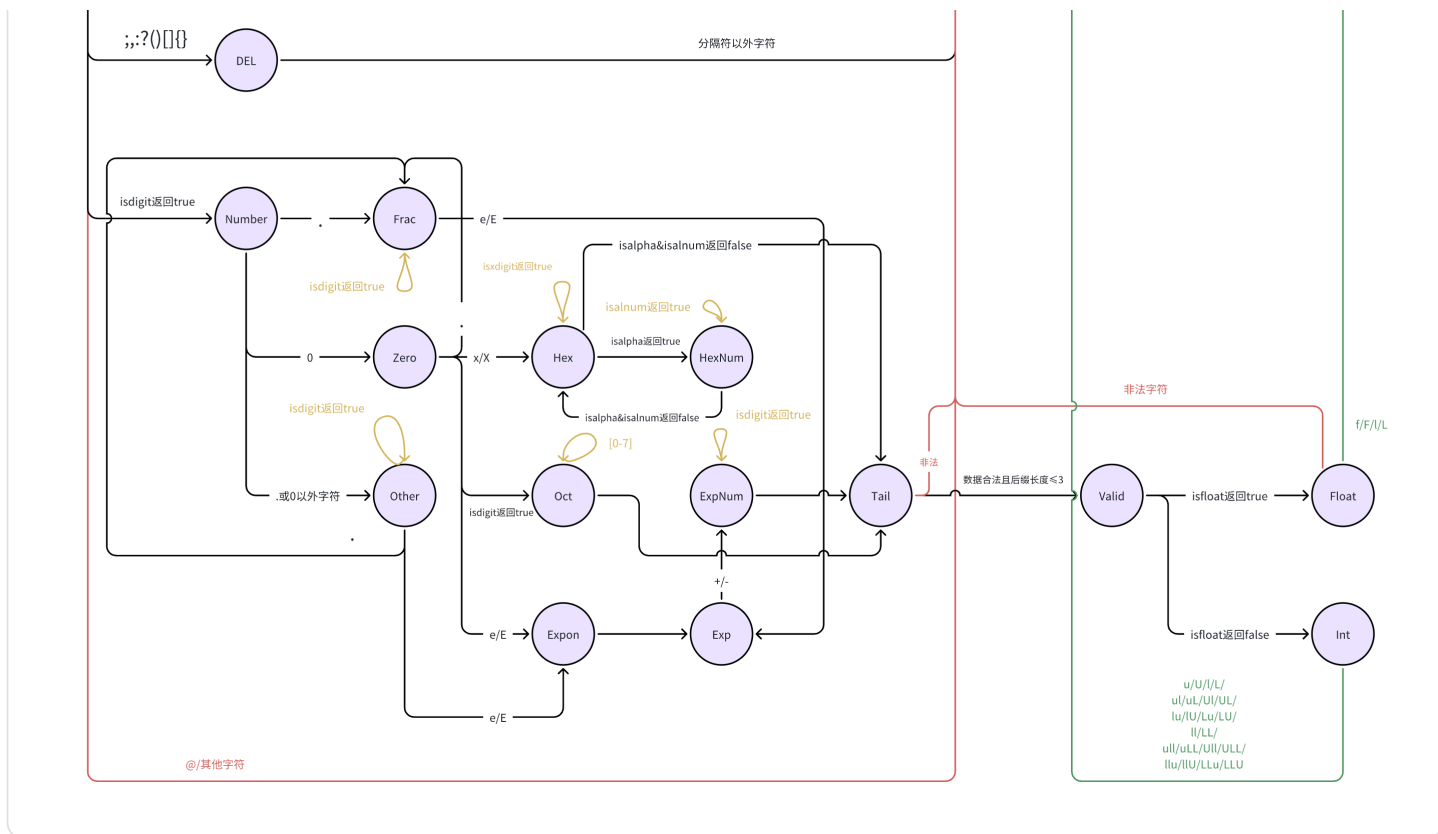 ;,:?()[]{}
分隔符以外字符
DEL
isdigit返回true
Number
.
Frac
e/E
isalpha&isalnum返回false
isxdigit返回true
isdigit返回true
isalnum返回true
.
isalpha返回true
0
Zero
x/X
Hex
HexNum
非法字符
isdigit返回true
isalpha&isalnum返回false
isdigit返回true
f/F/l/L
[0-7]
非法
数据合法且后缀长度≤3
.或0以外字符
Other
Oct
ExpNum
Tail
Valid
isfloat返回true
Float
isdigit返回true
.
+/-
e/E
Expon
Exp
isfloat返回false
Int
u/U/l/L/
ul/uL/Ul/UL/
lu/lU/Lu/LU/
ll/LL/
ull/uLL/Ull/ULL/
llu/llU/LLu/LLU
e/E
@/其他字符